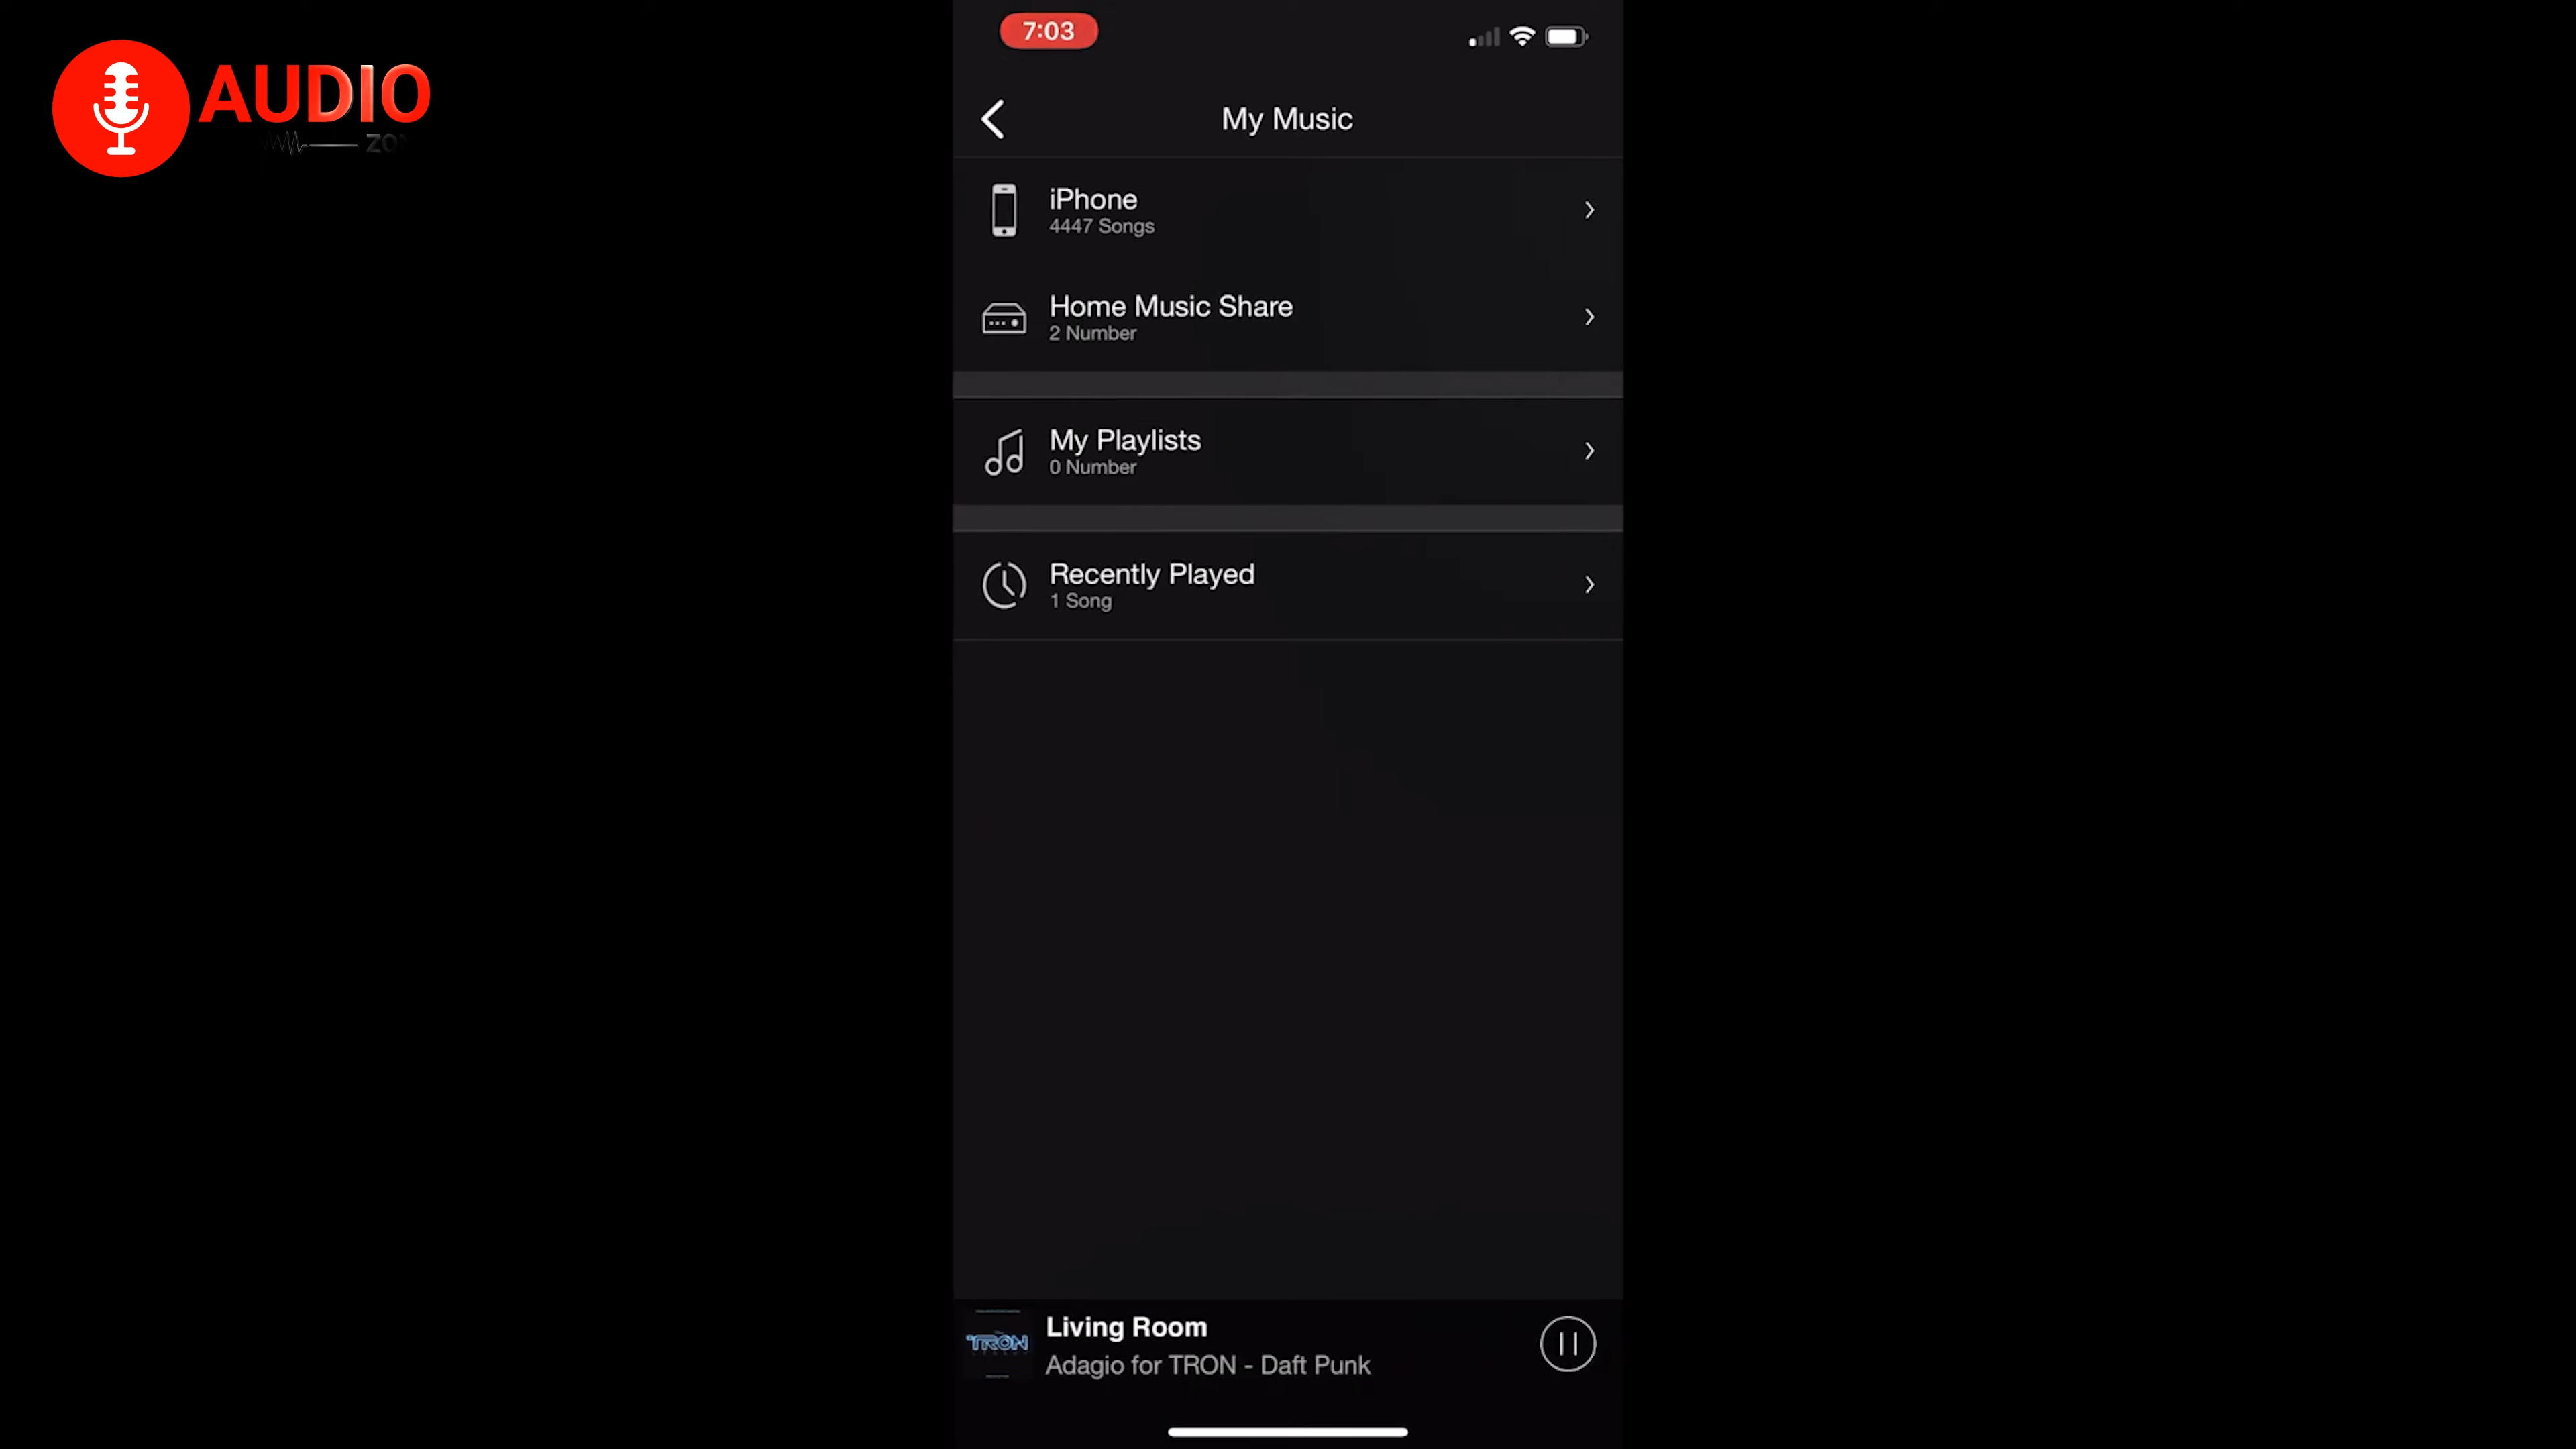 AUDIO
7:03
My Music
iPhone
4447 Songs
Home Music Share
2 Number
My Playlists
0 Number
Recently Played
1 Song
TRON
Living Room
Adagio for TRON - Daft Punk